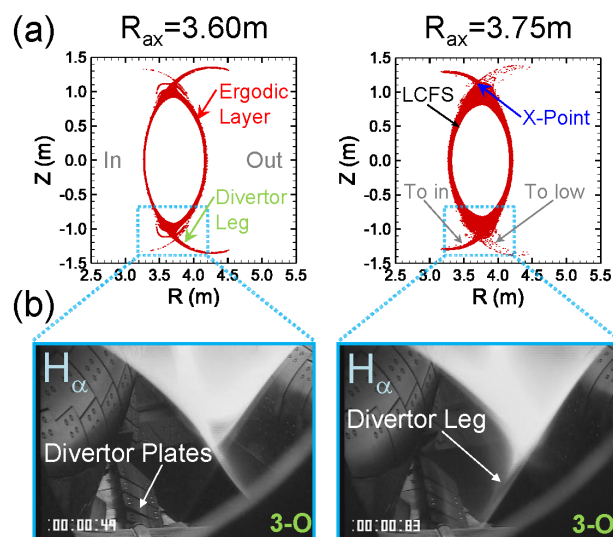 (a) R_ax=3.60m R_ax=3.75m
1.5 1.5
1.0 Ergodic 1.0 LCFS
Layer X-Point
0.5 0.5
Z (m) 0.0 In Out Z (m) 0.0
-0.5 Divertor -0.5 To in To low
Leg
-1.0 -1.0
-1.5 -1.5
2.5 3.0 3.5 4.0 4.5 5.0 5.5 2.5 3.0 3.5 4.0 4.5 5.0 5.5
R (m) R (m)
(b)
H_α H_α
Divertor Leg
Divertor Plates
:00:00:49 3-O :00:00:83 3-O